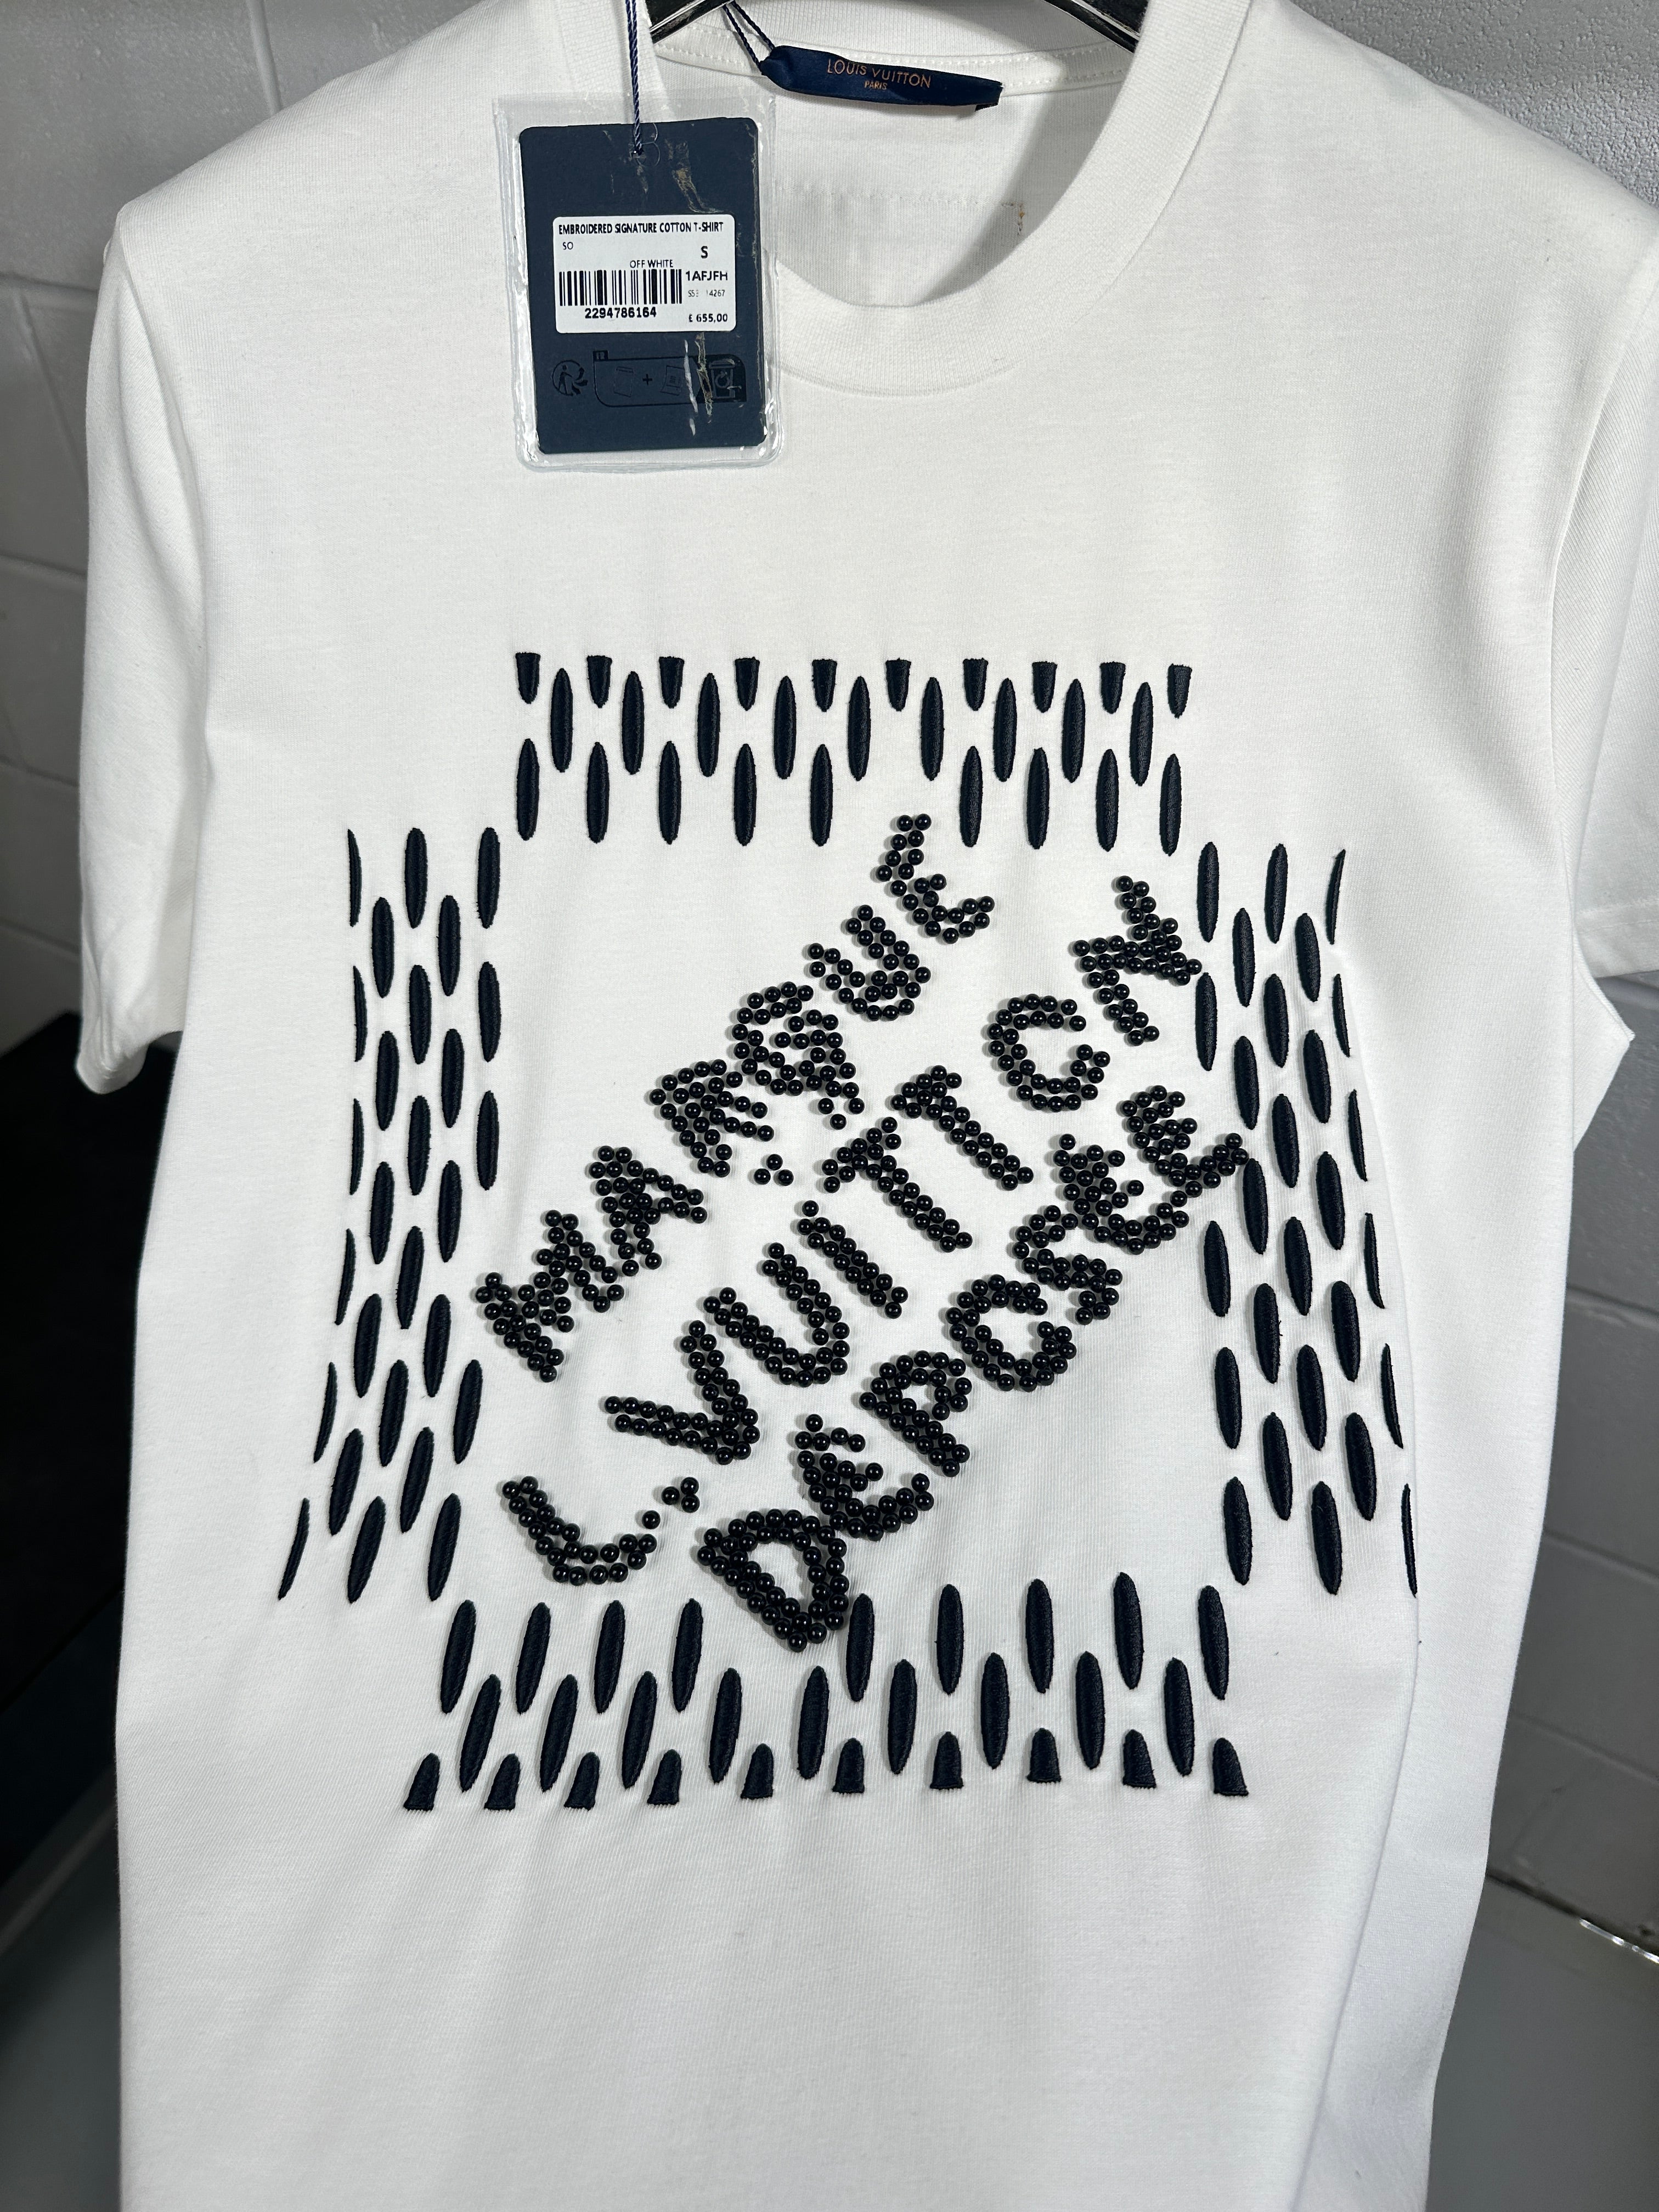 LOUIS VUITTON
PARIS
EMBROIDERED SIGNATURE COTTON T-SHIRT
SO
S
OFF WHITE
1AFJFH
2294786164
£ 655,00
MARQUE
L. VUITTON
DÉPOSÉE